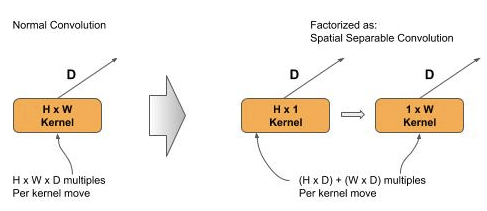 Normal Convolution
Factorized as:
Spatial Separable Convolution
D
D
D
H x W
Kernel
H x 1
Kernel
1 x W
Kernel
H x W x D multiples
Per kernel move
(H x D) + (W x D) multiples
Per kernel move